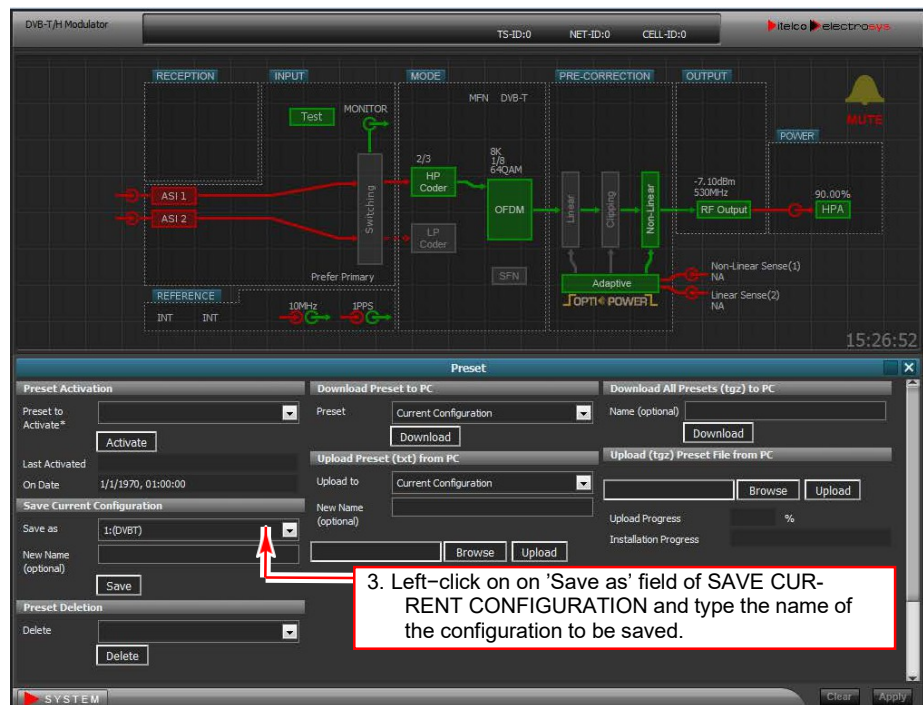 DVB-T/H Modulator
TS-ID:0 NET-ID:0 CELL-ID:0
itelco electrosys
RECEPTION INPUT MODE PRE-CORRECTION OUTPUT
MFN DVB-T
Test
MONITOR
MUTE
POWER
2/3
8K
1/8
64QAM
HP
Coder
-7.10dBm
530MHz
90.00%
ASI 1
ASI 2
Switching
OFDM
Linear
Clipping
Non-Linear
RF Output
HPA
LP
Coder
Prefer Primary
SFN
Adaptive
OPTI POWER
Non-Linear Sense(1)
NA
Linear Sense(2)
NA
REFERENCE
INT INT
10MHz 1PPS
15:26:52
Preset
X
Preset Activation
Preset to
Activate*
Activate
Last Activated
On Date 1/1/1970, 01:00:00
Save Current Configuration
Save as 1:(DVBT)
New Name
(optional)
Save
Preset Deletion
Delete
Delete
Download Preset to PC
Preset Current Configuration
Download
Upload Preset (txt) from PC
Upload to Current Configuration
New Name
(optional)
Browse Upload
Download All Presets (tgz) to PC
Name (optional)
Download
Upload (tgz) Preset File from PC
Browse Upload
Upload Progress %
Installation Progress
3. Left−click on on ’Save as’ field of SAVE CUR-
RENT CONFIGURATION and type the name of
the configuration to be saved.
SYSTEM
Clear Apply